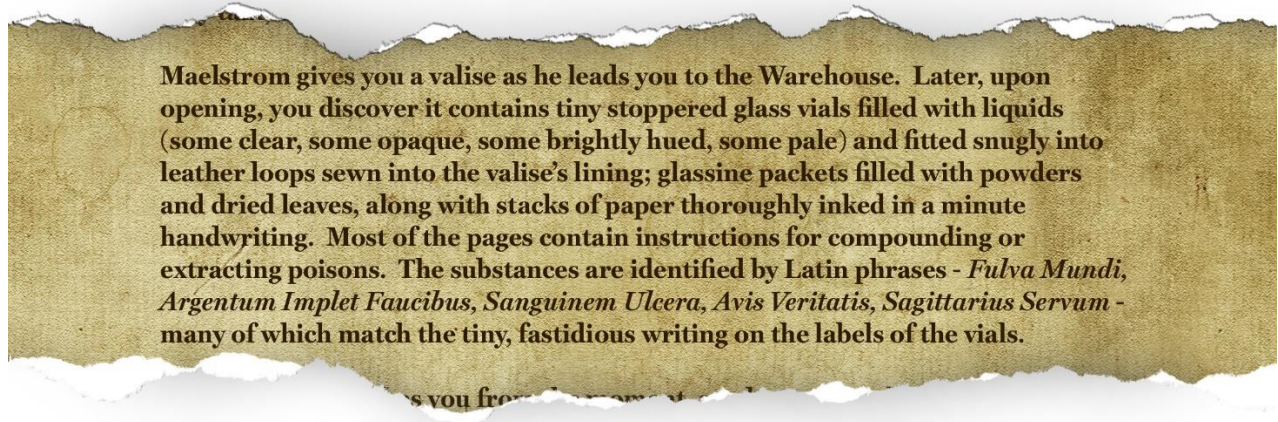 Maelstrom gives you a valise as he leads you to the Warehouse.  Later, upon
opening, you discover it contains tiny stoppered glass vials filled with liquids
(some clear, some opaque, some brightly hued, some pale) and fitted snugly into
leather loops sewn into the valise’s lining; glassine packets filled with powders
and dried leaves, along with stacks of paper thoroughly inked in a minute
handwriting.  Most of the pages contain instructions for compounding or
extracting poisons.  The substances are identified by Latin phrases - Fulva Mundi,
Argentum Implet Faucibus, Sanguinem Ulcera, Avis Veritatis, Sagittarius Servum -
many of which match the tiny, fastidious writing on the labels of the vials.
you